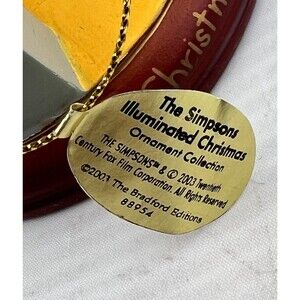 Christm
The Simpsons
Illuminated Christmas
Ornament Collection
THE SIMPSONS™ & © 2003 Twentieth
Century Fox Film Corporation. All Rights Reserved.
©2003 The Bradford Editions
88954